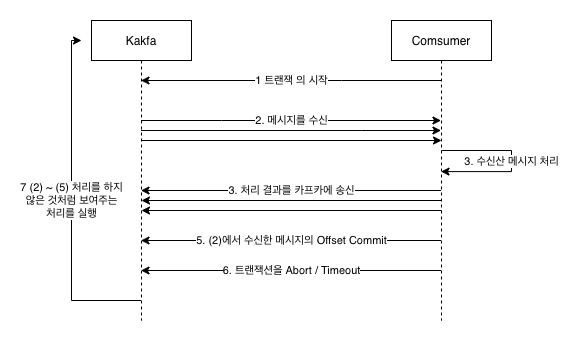 Kakfa
Comsumer
1 트랜잭 의 시작
2. 메시지를 수신
3. 수신산 메시지 처리
7 (2) ~ (5) 처리를 하지
않은 것처럼 보여주는
처리를 실행
3. 처리 결과를 카프카에 송신
5. (2)에서 수신한 메시지의 Offset Commit
6. 트랜잭션을 Abort / Timeout